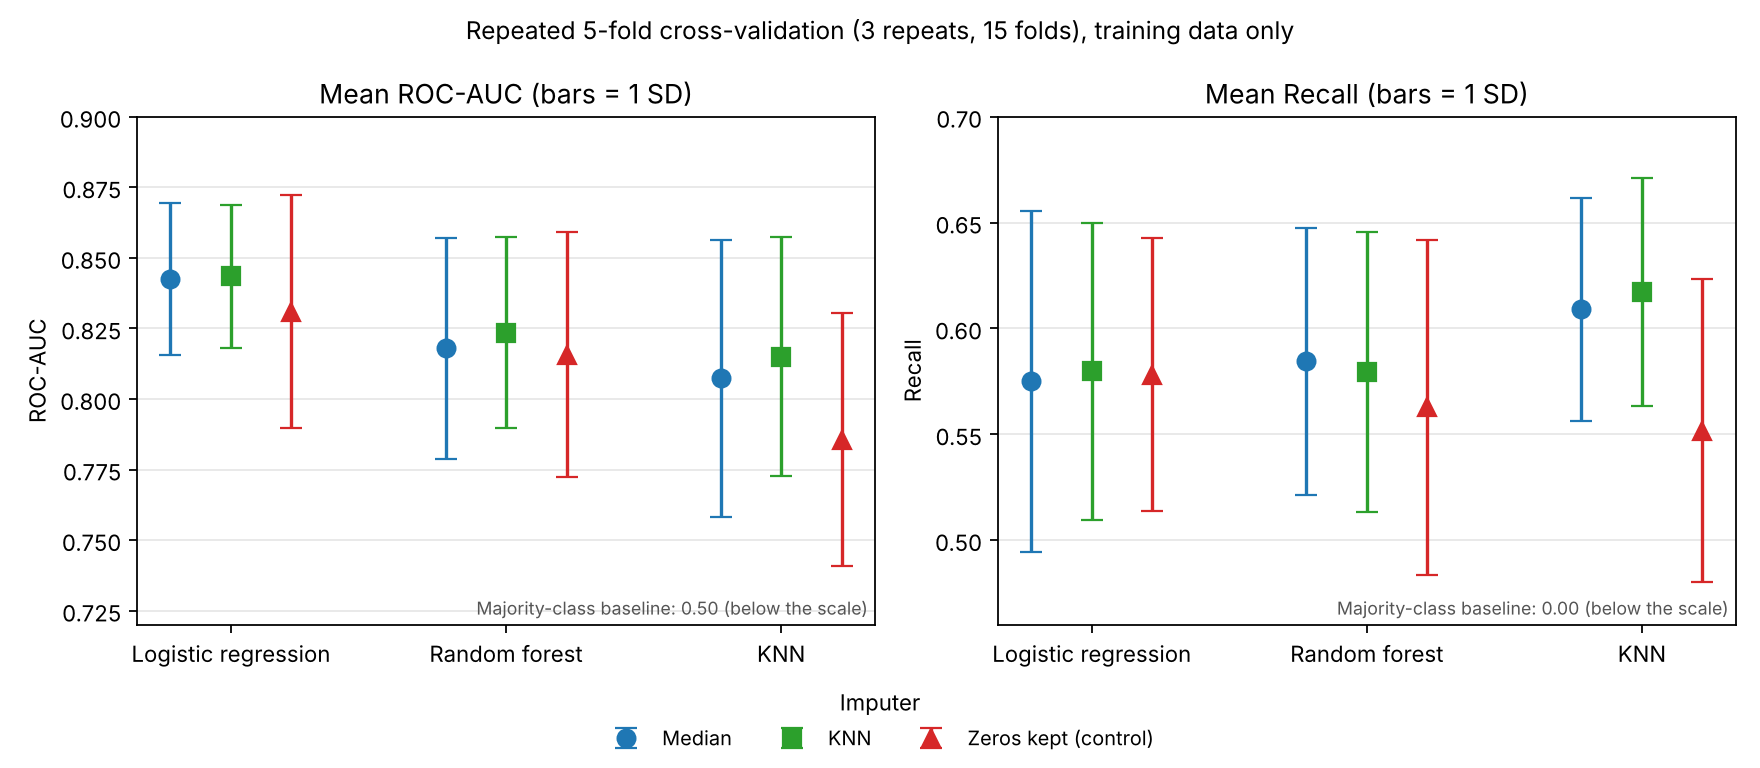 Repeated 5-fold cross-validation (3 repeats, 15 folds), training data only
Mean ROC-AUC (bars = 1 SD)
ROC-AUC
0.900
0.875
0.850
0.825
0.800
0.775
0.750
0.725
Majority-class baseline: 0.50 (below the scale)
Logistic regression
Random forest
KNN
Mean Recall (bars = 1 SD)
Recall
0.70
0.65
0.60
0.55
0.50
Majority-class baseline: 0.00 (below the scale)
Logistic regression
Random forest
KNN
Imputer
Median
KNN
Zeros kept (control)